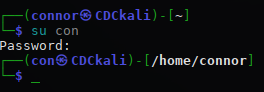 ┌──(connor㉿CDCkali)-[~]
└─$ su con
Password:
┌──(con㉿CDCkali)-[/home/connor]
└─$ _